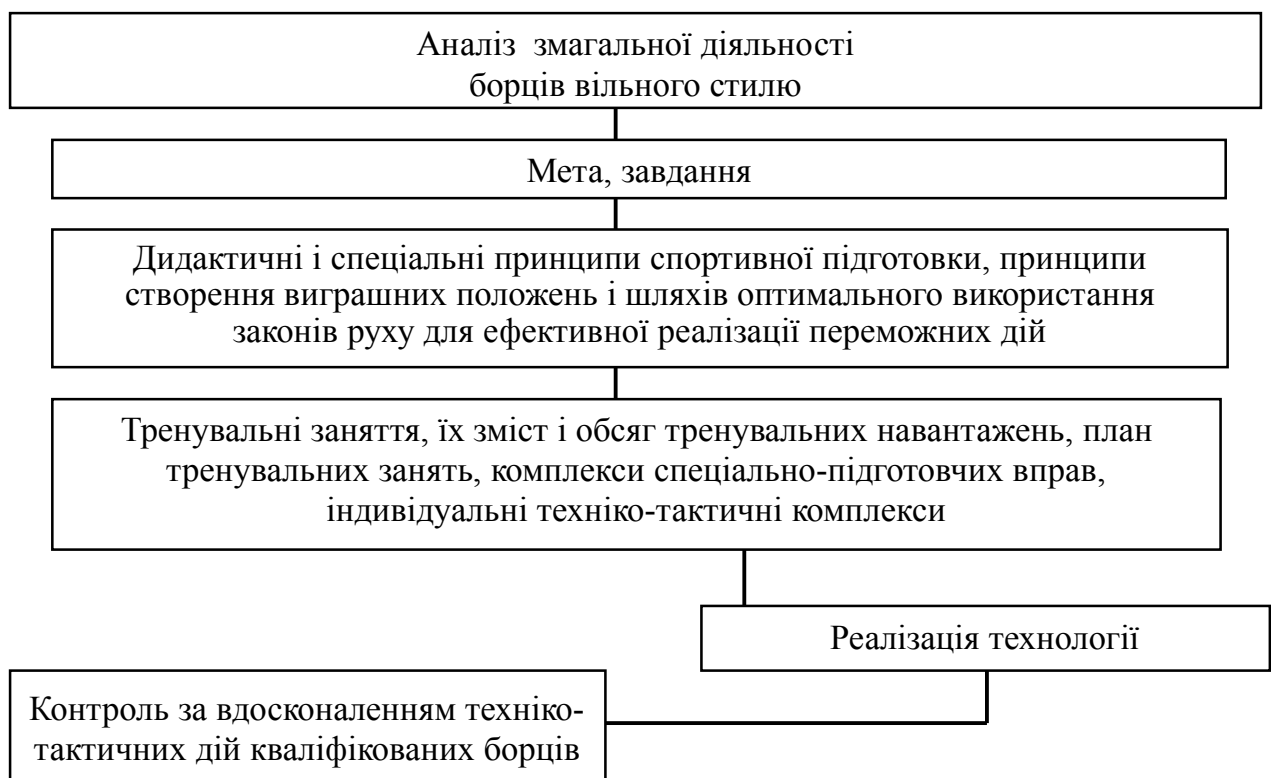 Аналіз змагальної діяльності
борців вільного стилю
Мета, завдання
Дидактичні і спеціальні принципи спортивної підготовки, принципи
створення виграшних положень і шляхів оптимального використання
законів руху для ефективної реалізації переможних дій
Тренувальні заняття, їх зміст і обсяг тренувальних навантажень, план
тренувальних занять, комплекси спеціально-підготовчих вправ,
індивідуальні техніко-тактичні комплекси
Реалізація технології
Контроль за вдосконаленням техніко-
тактичних дій кваліфікованих борців